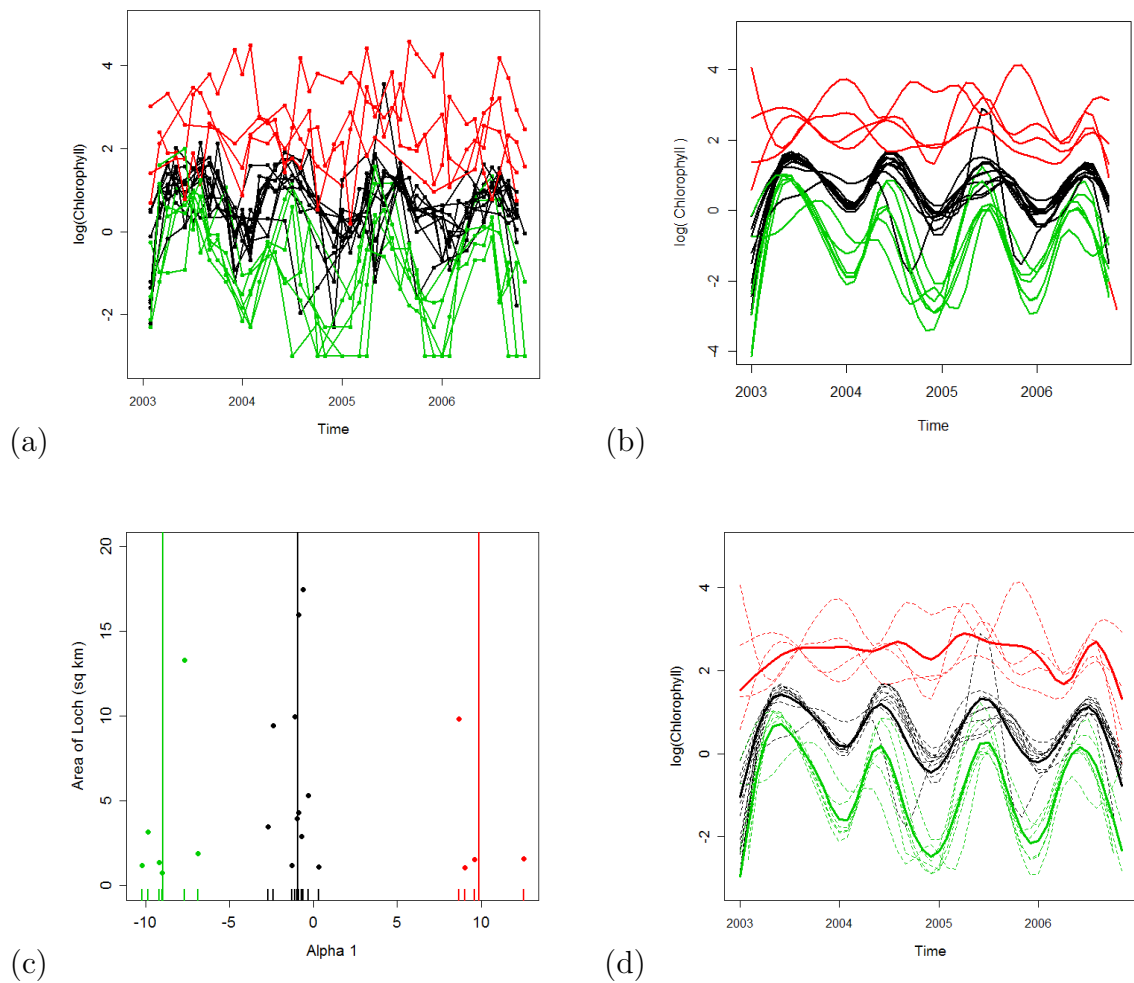 4
2
0
-2
log(Chlorophyll)
2003
2004
2005
2006
Time
(a)
4
2
0
-2
-4
log( Chlorophyll )
2003
2004
2005
2006
Time
(b)
20
15
10
5
0
Area of Loch (sq km)
-10
-5
0
5
10
Alpha 1
(c)
4
2
0
-2
log(Chlorophyll)
2003
2004
2005
2006
Time
(d)